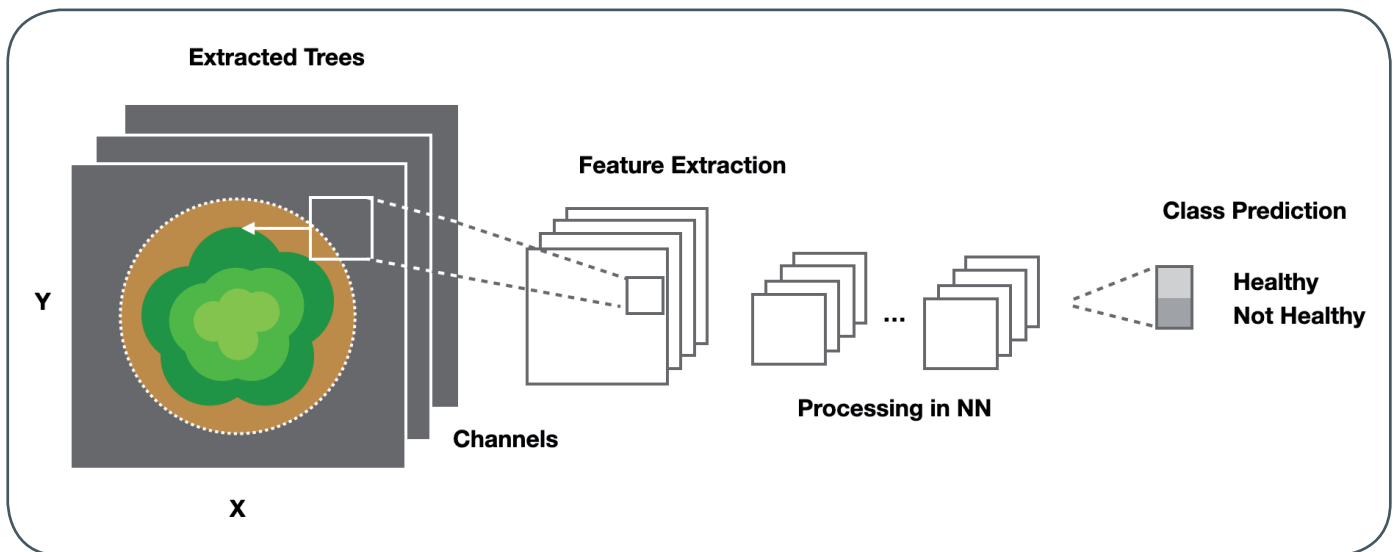 Extracted Trees
Feature Extraction
Class Prediction
Healthy
Y
Not Healthy
...
Processing in NN
Channels
X